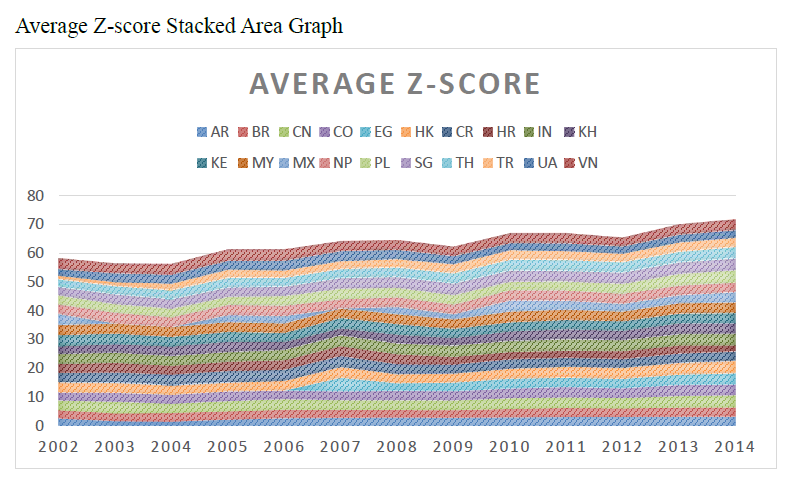 Average Z-score Stacked Area Graph
AVERAGE Z-SCORE
AR BR CN CO EG HK CR HR IN KH
KE MY MX NP PL SG TH TR UA VN
80
70
60
50
40
30
20
10
0
2002 2003 2004 2005 2006 2007 2008 2009 2010 2011 2012 2013 2014